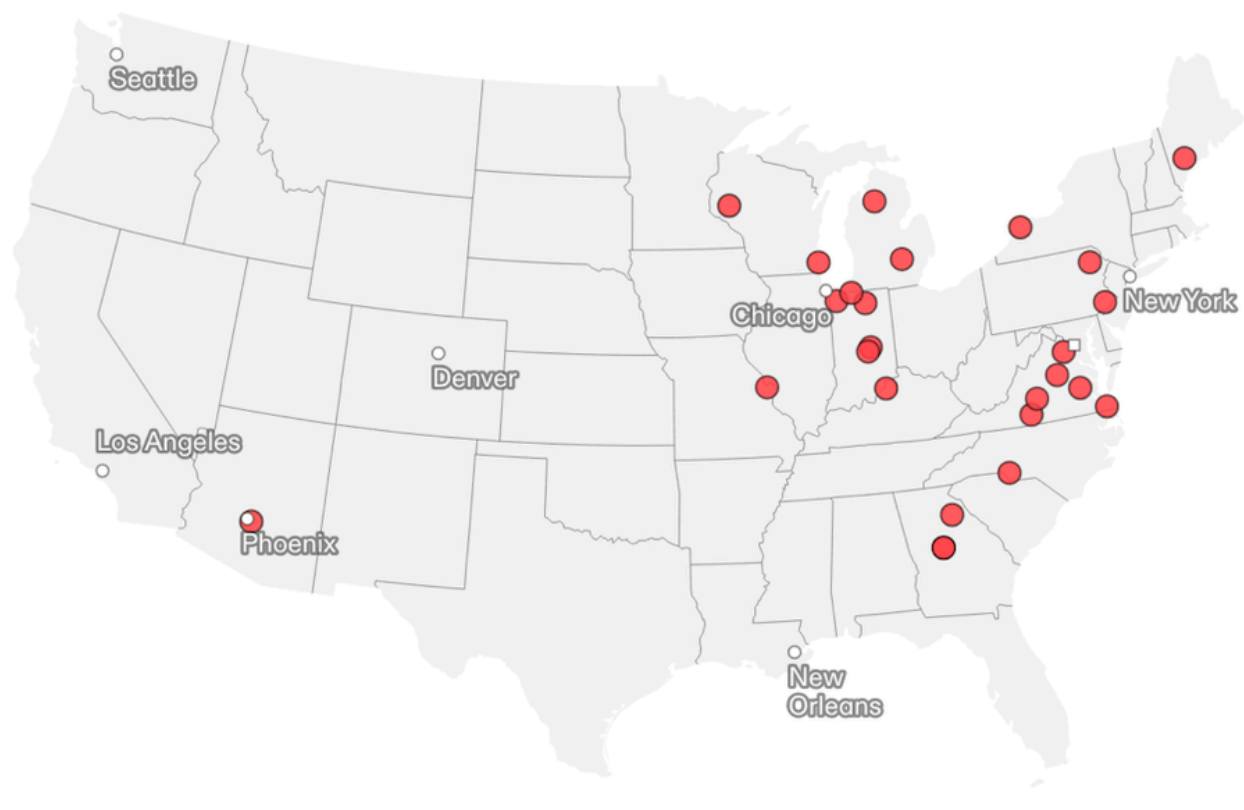 Seattle
Chicago
New York
Denver
Los Angeles
Phoenix
New
Orleans